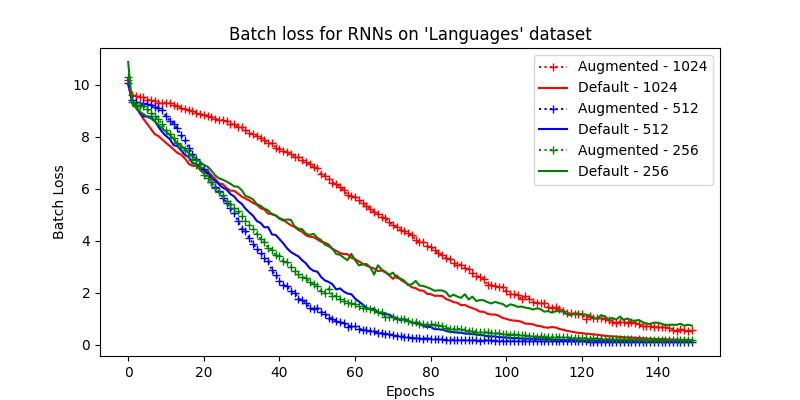 Batch loss for RNNs on 'Languages' dataset
Augmented - 1024
Default - 1024
Augmented - 512
Default - 512
Augmented - 256
Default - 256
Batch Loss
10
8
6
4
2
0
0 20 40 60 80 100 120 140
Epochs